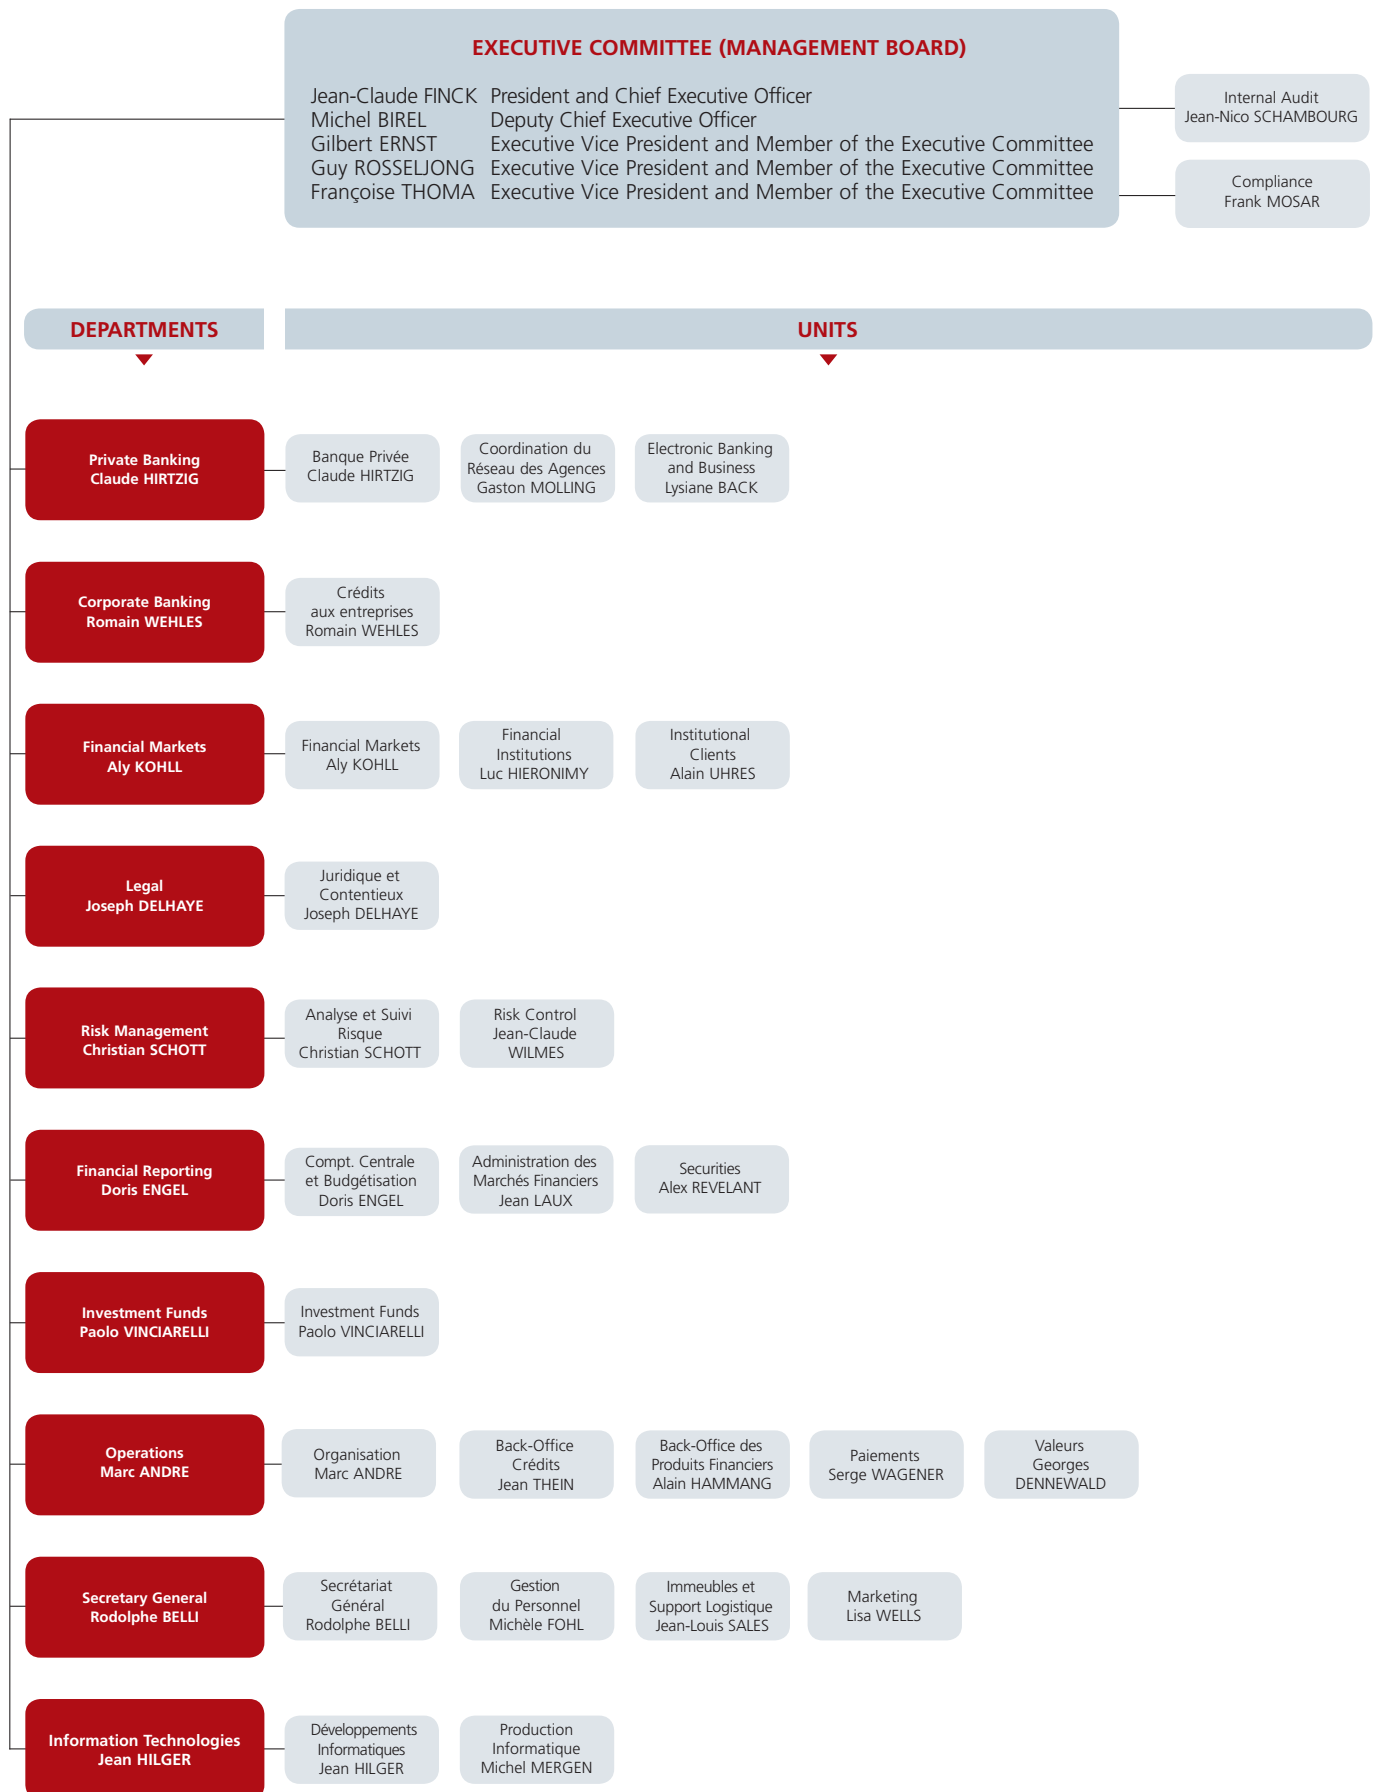 EXECUTIVE COMMITTEE (MANAGEMENT BOARD)
Jean-Claude FINCK President and Chief Executive Officer
Michel BIREL Deputy Chief Executive Officer
Gilbert ERNST Executive Vice President and Member of the Executive Committee
Guy ROSSELJONG Executive Vice President and Member of the Executive Committee
Françoise THOMA Executive Vice President and Member of the Executive Committee
Internal Audit
Jean-Nico SCHAMBOURG
Compliance
Frank MOSAR
DEPARTMENTS
UNITS
Private Banking
Claude HIRTZIG
Banque Privée
Claude HIRTZIG
Coordination du
Réseau des Agences
Gaston MOLLING
Electronic Banking
and Business
Lysiane BACK
Corporate Banking
Romain WEHLES
Crédits
aux entreprises
Romain WEHLES
Financial Markets
Aly KOHLL
Financial Markets
Aly KOHLL
Financial
Institutions
Luc HIERONIMY
Institutional
Clients
Alain UHRES
Legal
Joseph DELHAYE
Juridique et
Contentieux
Joseph DELHAYE
Risk Management
Christian SCHOTT
Analyse et Suivi
Risque
Christian SCHOTT
Risk Control
Jean-Claude
WILMES
Financial Reporting
Doris ENGEL
Compt. Centrale
et Budgétisation
Doris ENGEL
Administration des
Marchés Financiers
Jean LAUX
Securities
Alex REVELANT
Investment Funds
Paolo VINCIARELLI
Investment Funds
Paolo VINCIARELLI
Operations
Marc ANDRE
Organisation
Marc ANDRE
Back-Office
Crédits
Jean THEIN
Back-Office des
Produits Financiers
Alain HAMMANG
Paiements
Serge WAGENER
Valeurs
Georges
DENNEWALD
Secretary General
Rodolphe BELLI
Secrétariat
Général
Rodolphe BELLI
Gestion
du Personnel
Michèle FOHL
Immeubles et
Support Logistique
Jean-Louis SALES
Marketing
Lisa WELLS
Information Technologies
Jean HILGER
Développements
Informatiques
Jean HILGER
Production
Informatique
Michel MERGEN